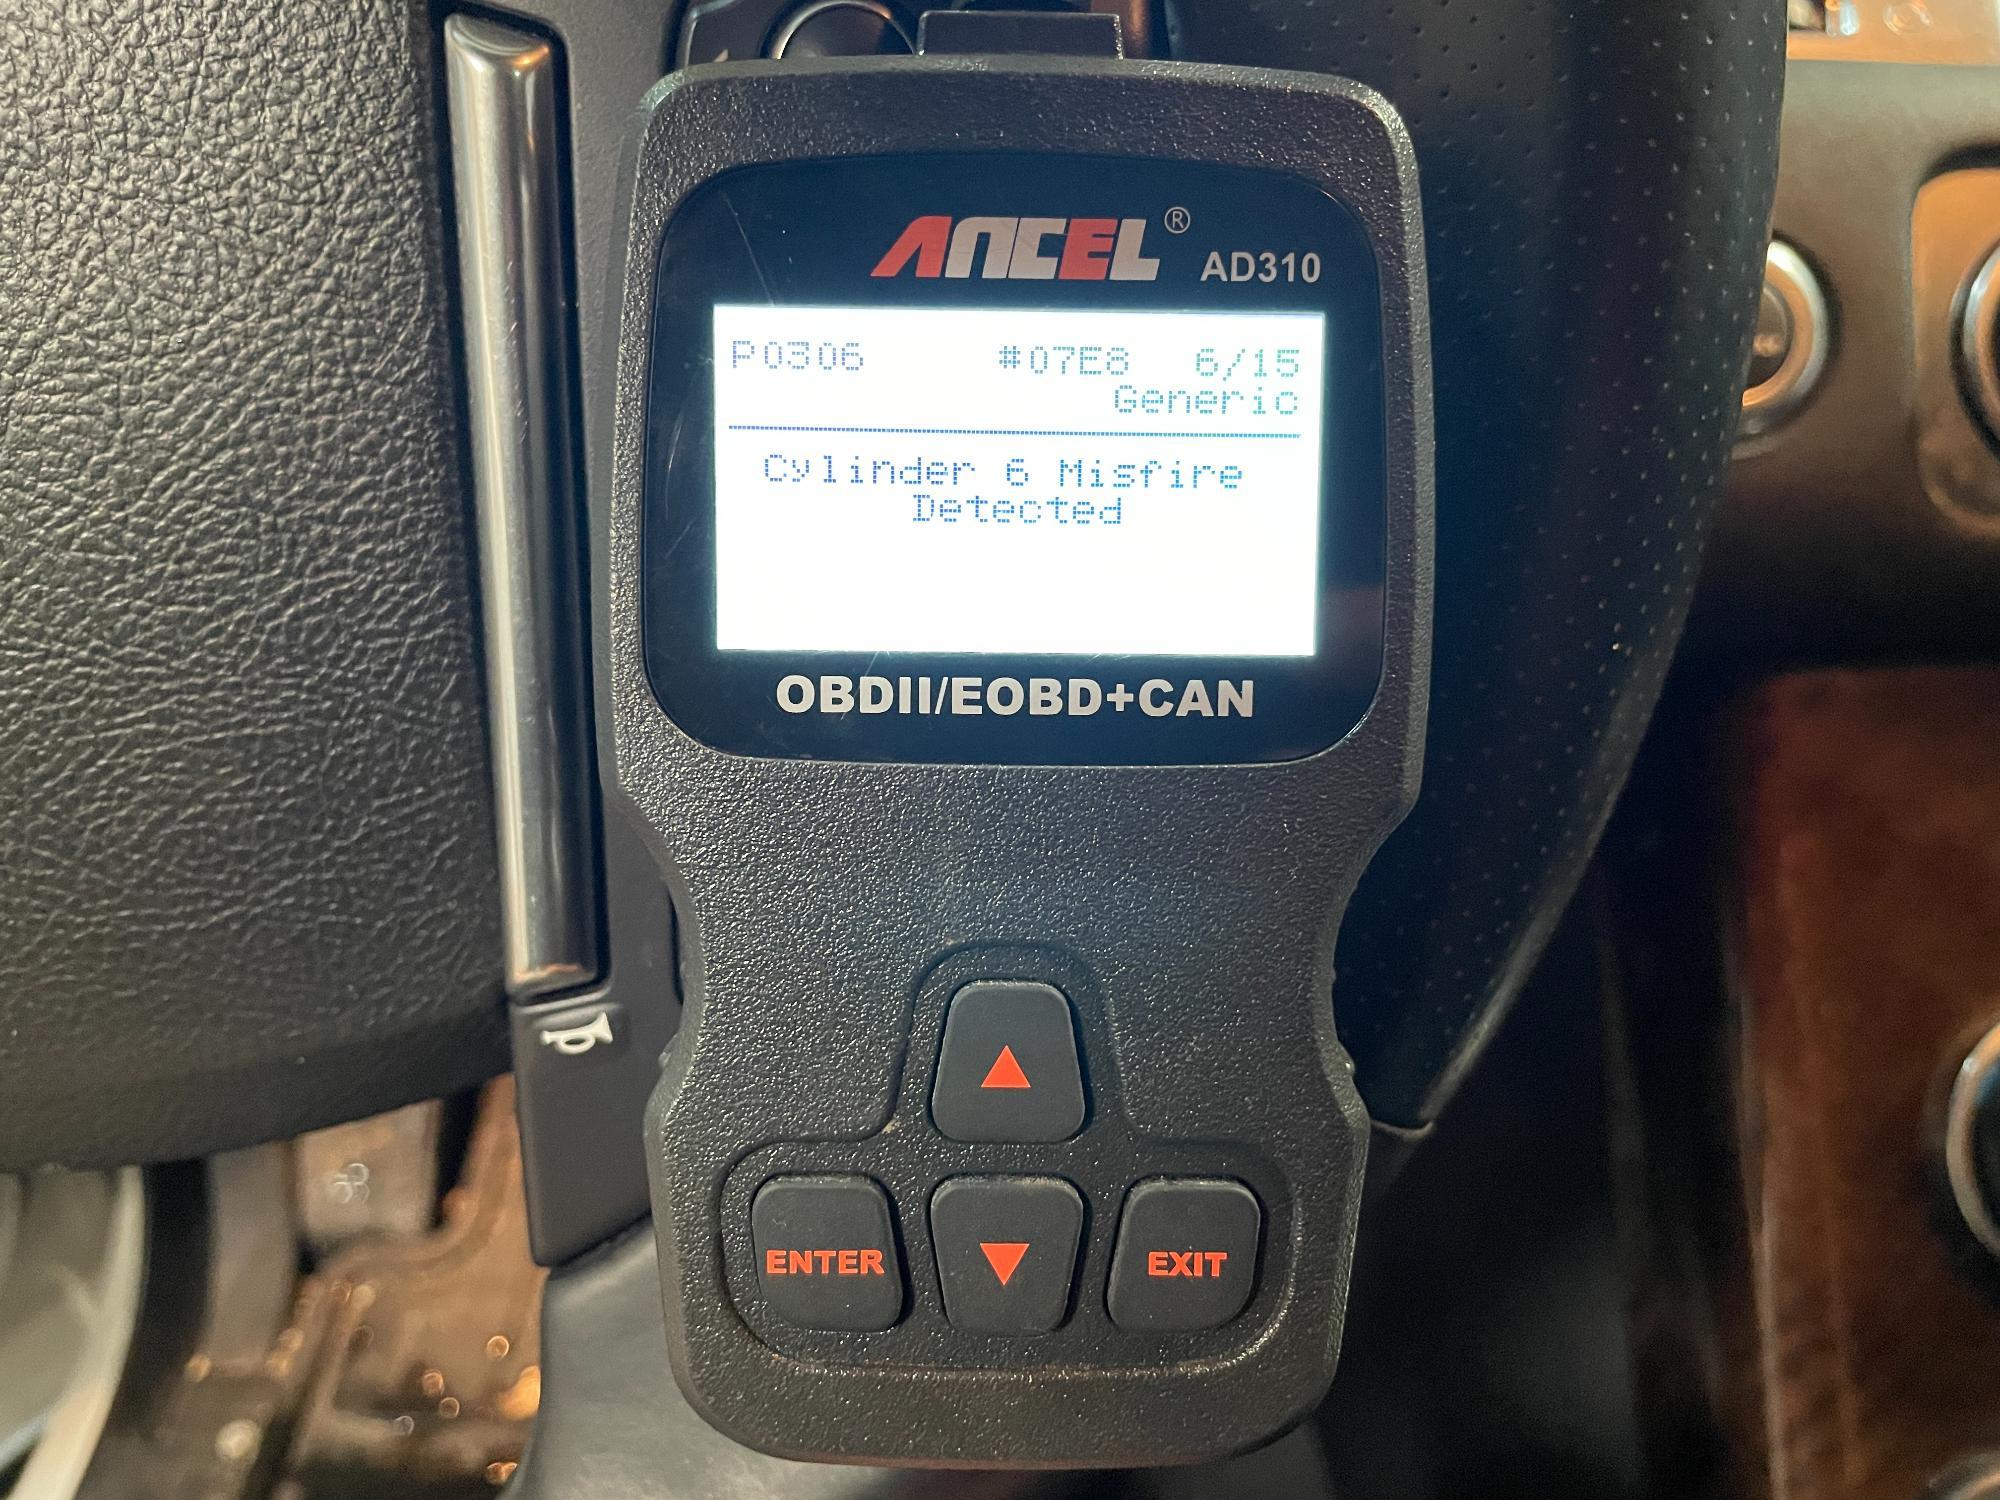 ANCEL® AD310
P0306 #07E8 6/15
Generic
Cylinder 6 Misfire
Detected
OBDII/EOBD+CAN
ENTER EXIT